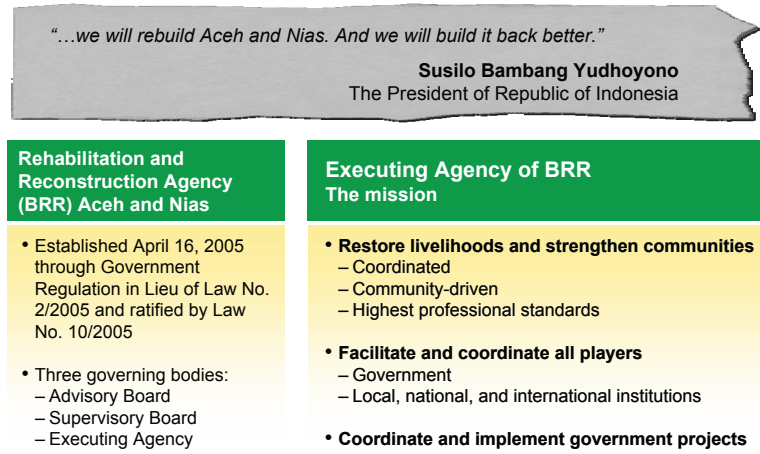 “…we will rebuild Aceh and Nias. And we will build it back better.”
Susilo Bambang Yudhoyono
The President of Republic of Indonesia
Rehabilitation and
Reconstruction Agency
(BRR) Aceh and Nias
• Established April 16, 2005
through Government
Regulation in Lieu of Law No.
2/2005 and ratified by Law
No. 10/2005
• Three governing bodies:
– Advisory Board
– Supervisory Board
– Executing Agency
Executing Agency of BRR
The mission
• Restore livelihoods and strengthen communities
– Coordinated
– Community-driven
– Highest professional standards
• Facilitate and coordinate all players
– Government
– Local, national, and international institutions
• Coordinate and implement government projects